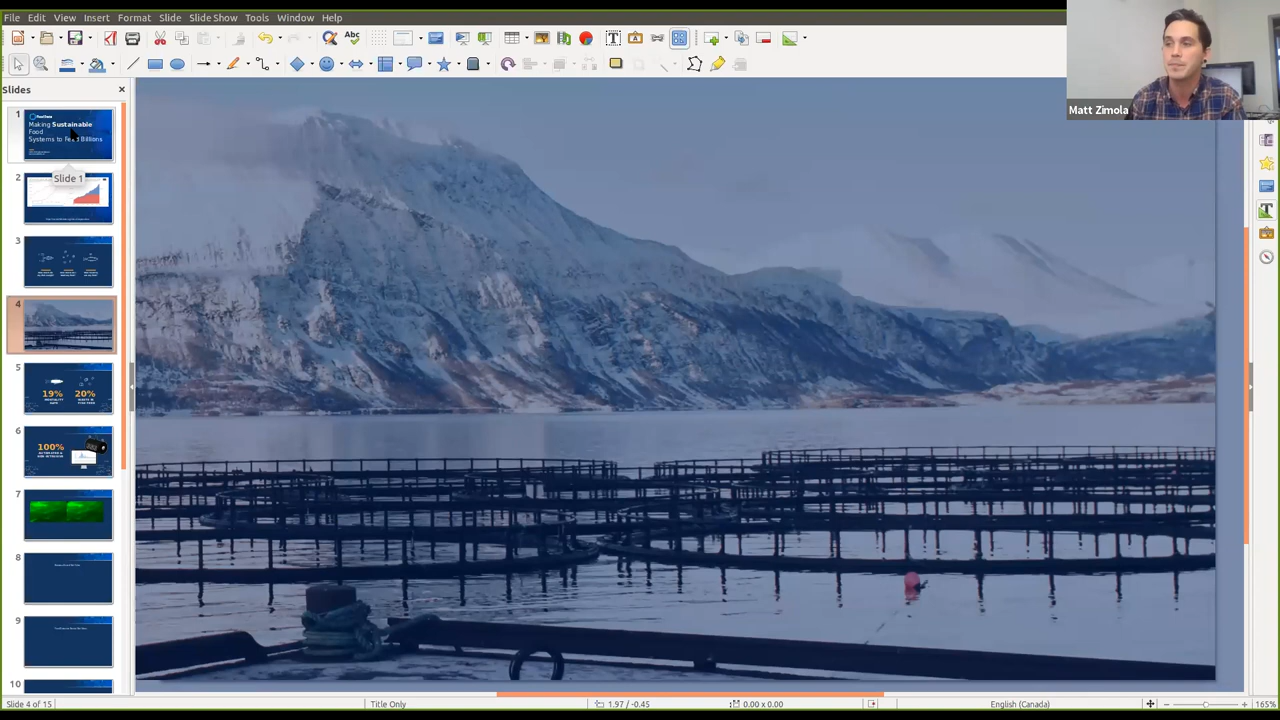 File Edit View Insert Format Slide Slide Show Tools Window Help
Abc
Matt Zimola
Slides
1
Making Sustainable
Food
Systems to Feed Billions
Slide 1
2
3
4
5
19% 20%
6
100%
7
8
9
10
Slide 4 of 15
Title Only
1.97 / -0.45
0.00 x 0.00
English (Canada)
165%